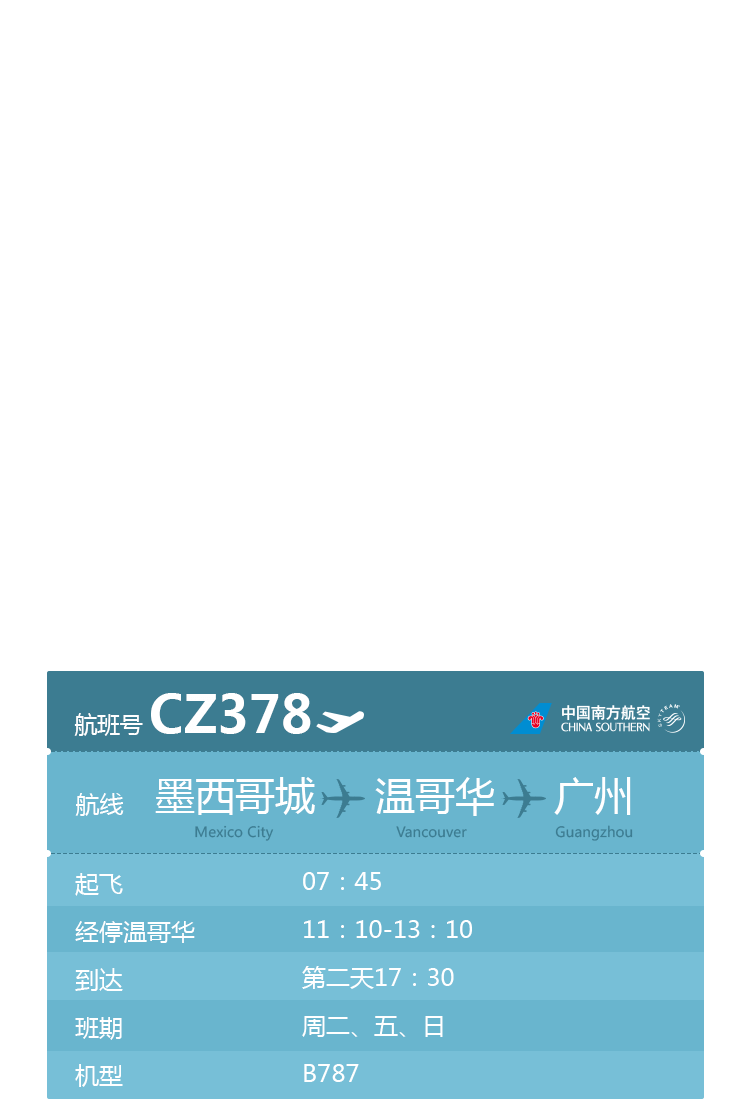 航班号 CZ378
中国南方航空
CHINA SOUTHERN
SKYTEAM
航线 墨西哥城 温哥华 广州
Mexico City Vancouver Guangzhou
起飞 07：45
经停温哥华 11：10-13：10
到达 第二天17：30
班期 周二、五、日
机型 B787